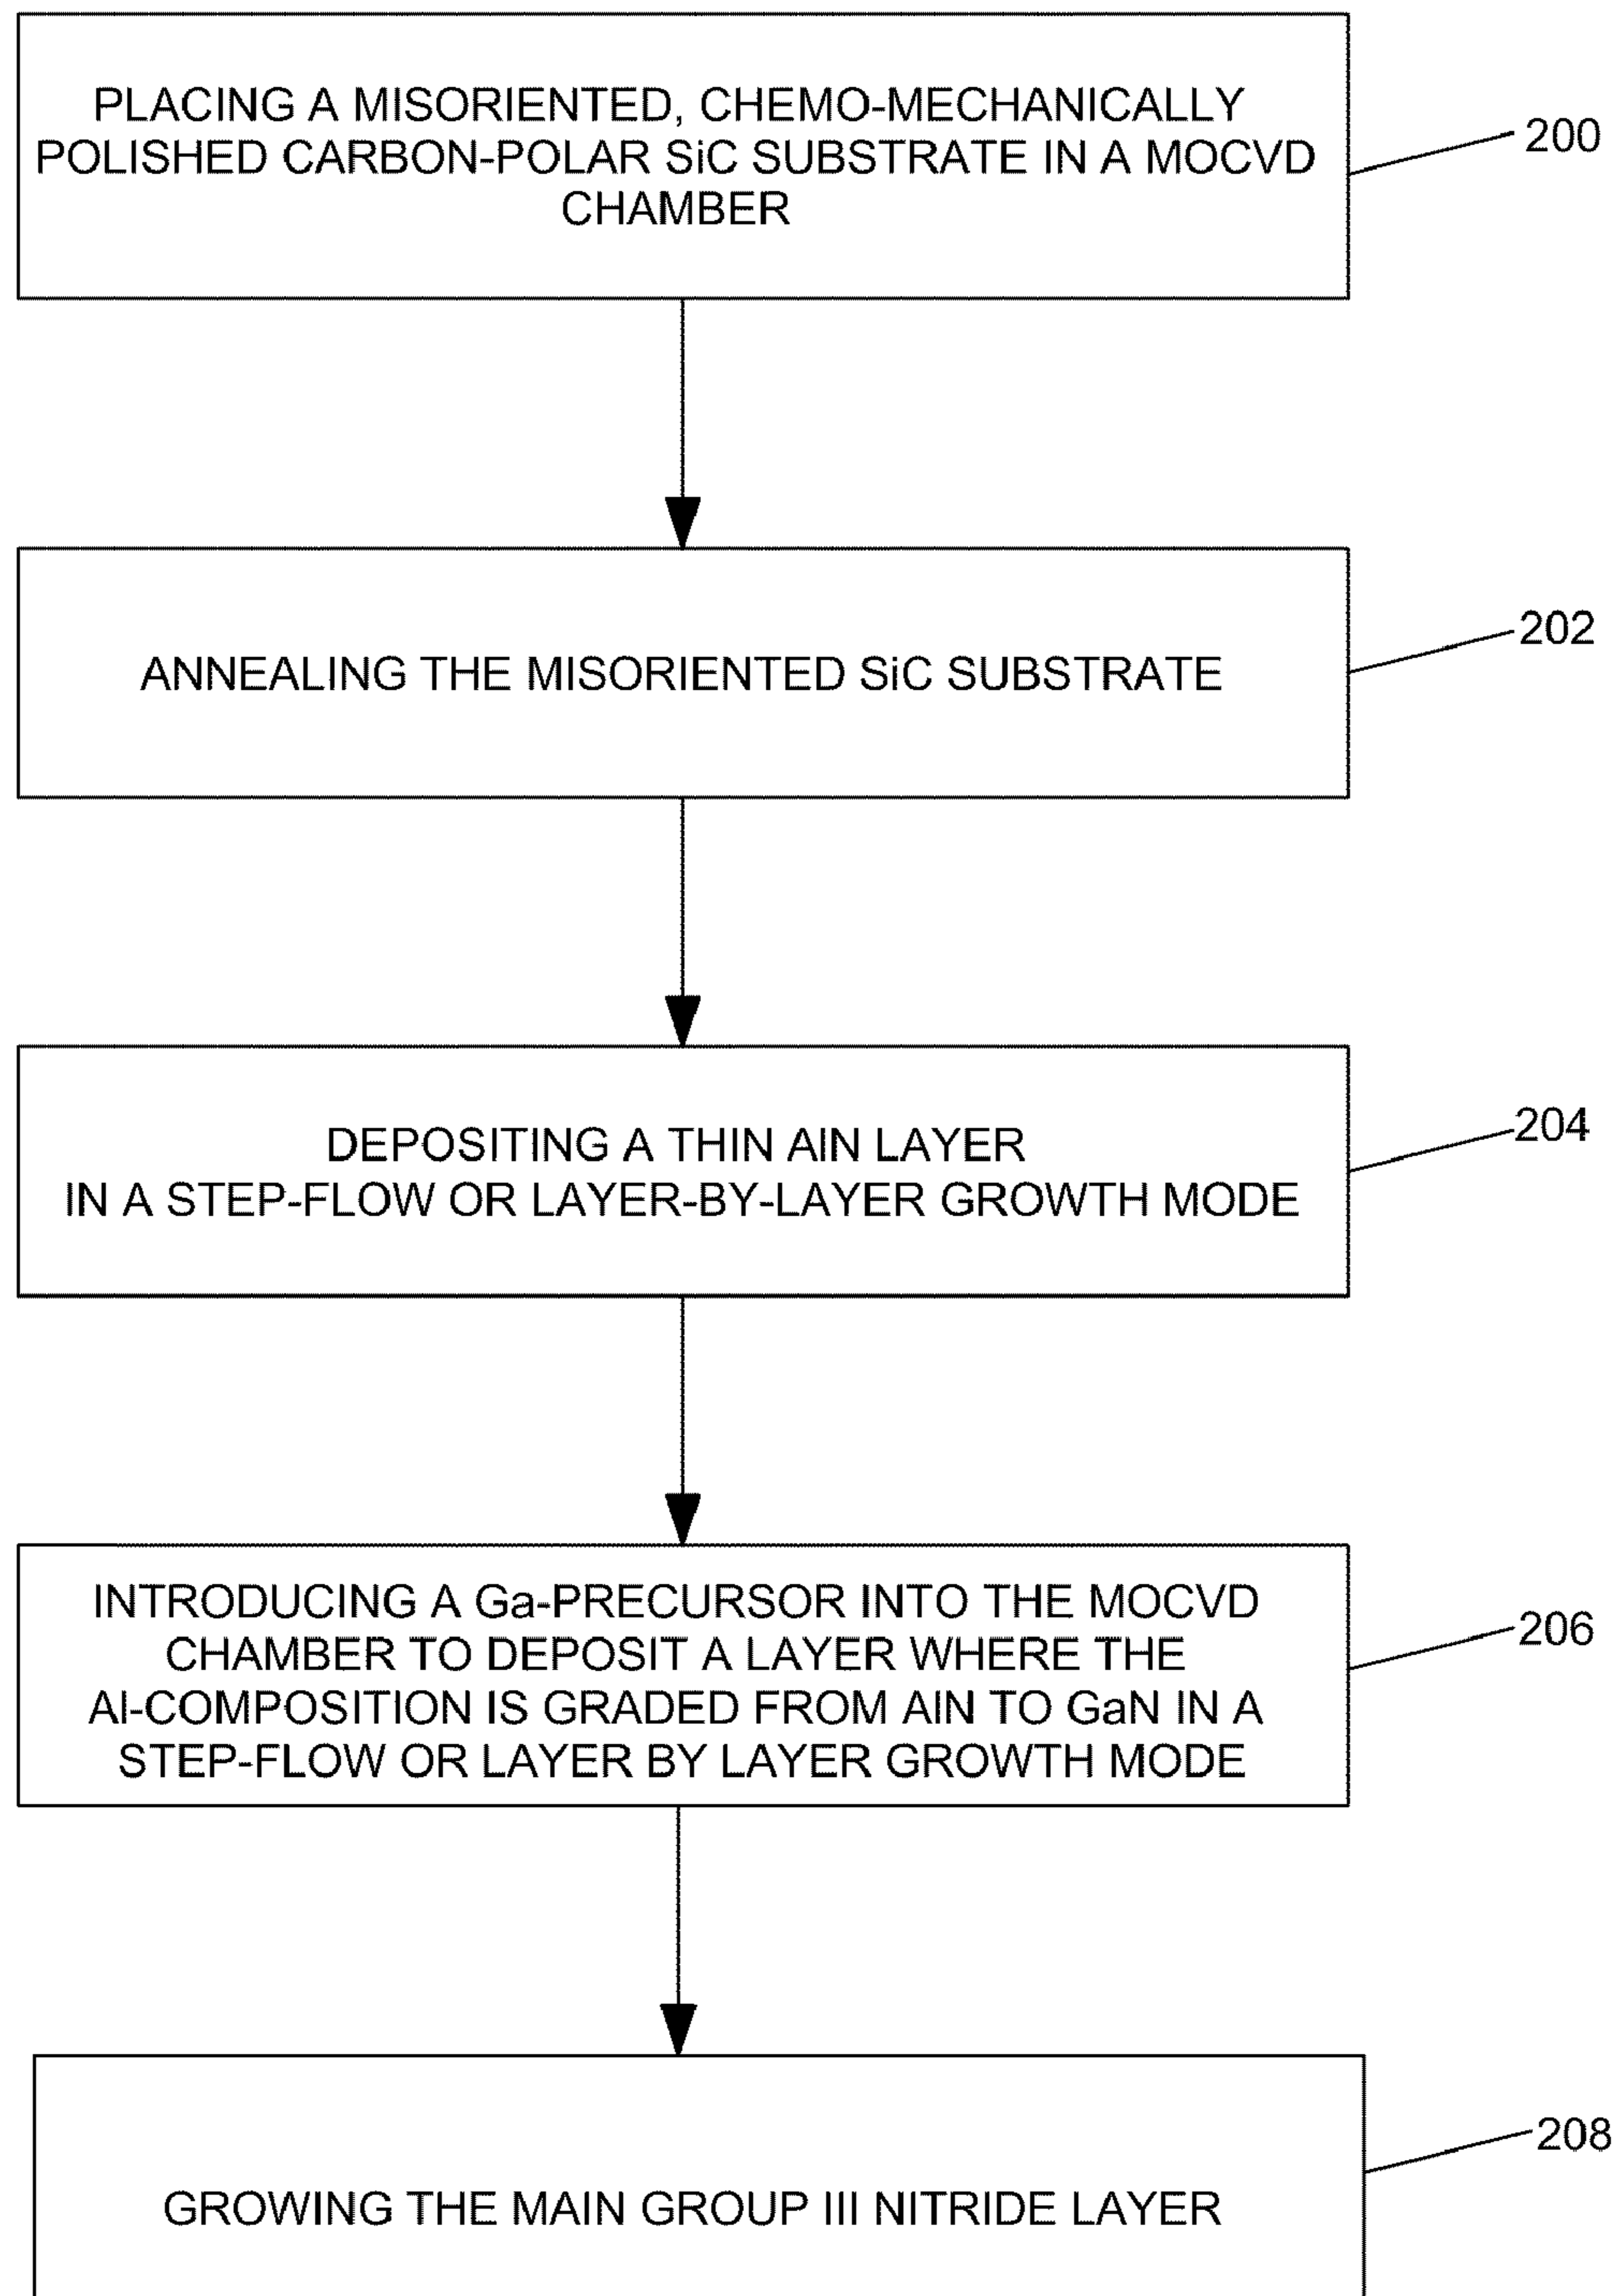 PLACING A MISORIENTED, CHEMO-MECHANICALLY
POLISHED CARBON-POLAR SiC SUBSTRATE IN A MOCVD
CHAMBER
200
ANNEALING THE MISORIENTED SiC SUBSTRATE
202
DEPOSITING A THIN AlN LAYER
IN A STEP-FLOW OR LAYER-BY-LAYER GROWTH MODE
204
INTRODUCING A Ga-PRECURSOR INTO THE MOCVD
CHAMBER TO DEPOSIT A LAYER WHERE THE
Al-COMPOSITION IS GRADED FROM AlN TO GaN IN A
STEP-FLOW OR LAYER BY LAYER GROWTH MODE
206
GROWING THE MAIN GROUP III NITRIDE LAYER
208